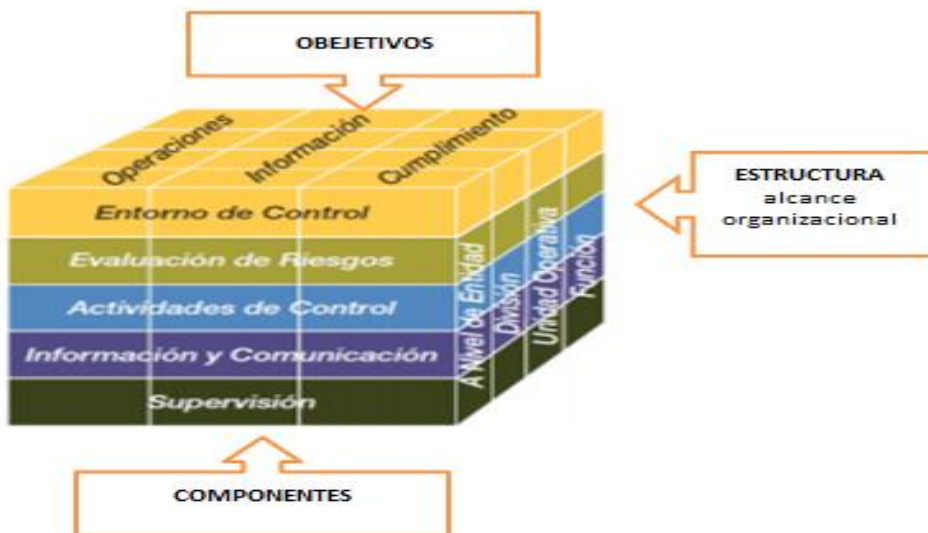 OBEJETIVOS
Operaciones
Información
Cumplimiento
Entorno de Control
Evaluación de Riesgos
Actividades de Control
Información y Comunicación
Supervisión
A Nivel de Entidad
División
Unidad Operativa
Función
ESTRUCTURA
alcance
organizacional
COMPONENTES